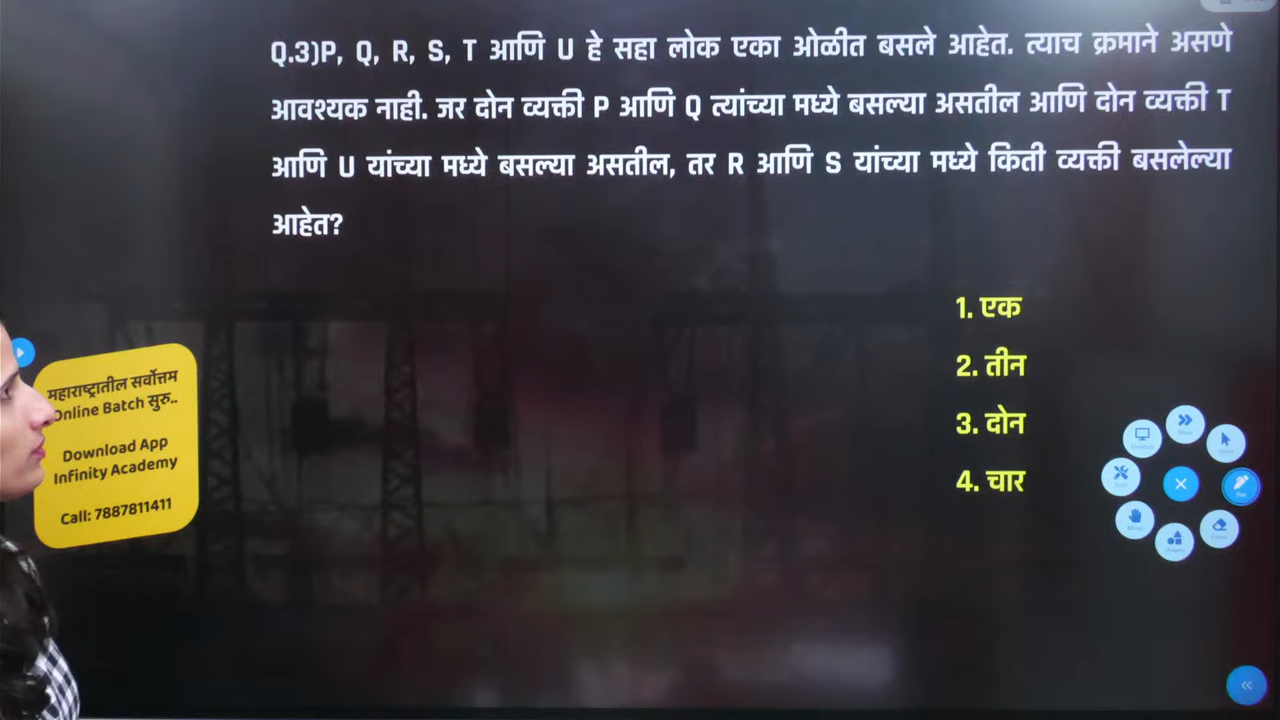 Q.3)P, Q, R, S, T आणि U हे सहा लोक एका ओळीत बसले आहेत. त्याच क्रमाने असणे
आवश्यक नाही. जर दोन व्यक्ती P आणि Q त्यांच्या मध्ये बसल्या असतील आणि दोन व्यक्ती T
आणि U यांच्या मध्ये बसल्या असतील, तर R आणि S यांच्या मध्ये किती व्यक्ती बसलेल्या
आहेत?
1. एक
2. तीन
3. दोन
4. चार
महाराष्ट्रातील सर्वोत्तम
Online Batch सुरु..
Download App
Infinity Academy
Call: 7887811411